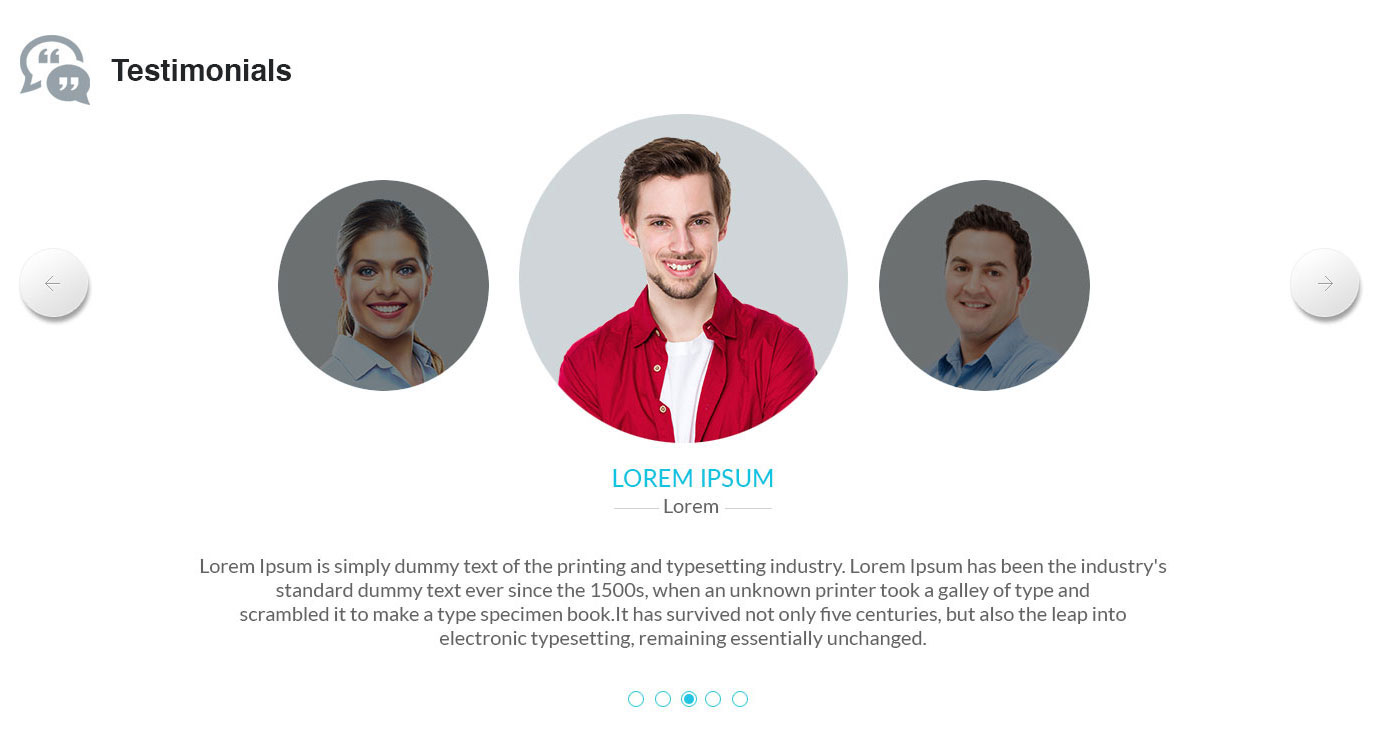 Testimonials
LOREM IPSUM
Lorem
Lorem Ipsum is simply dummy text of the printing and typesetting industry. Lorem Ipsum has been the industry's
standard dummy text ever since the 1500s, when an unknown printer took a galley of type and
scrambled it to make a type specimen book.It has survived not only five centuries, but also the leap into
electronic typesetting, remaining essentially unchanged.